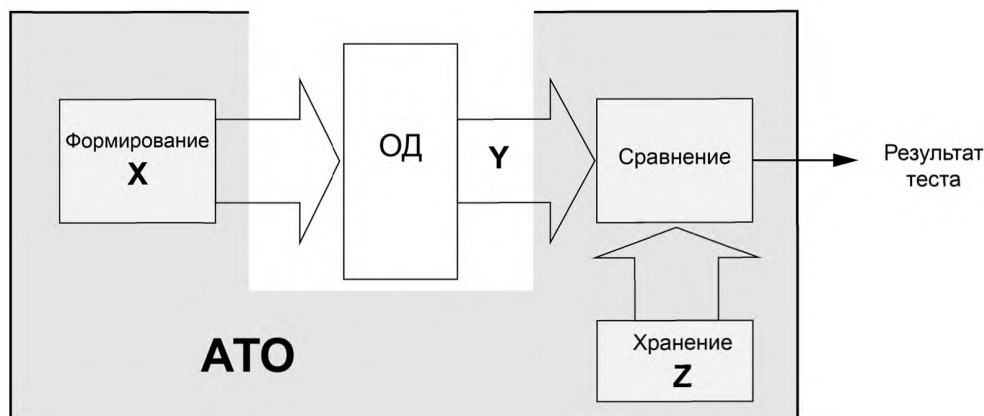 Формирование
X
ОД
Y
Сравнение
Результат
теста
Хранение
Z
АТО